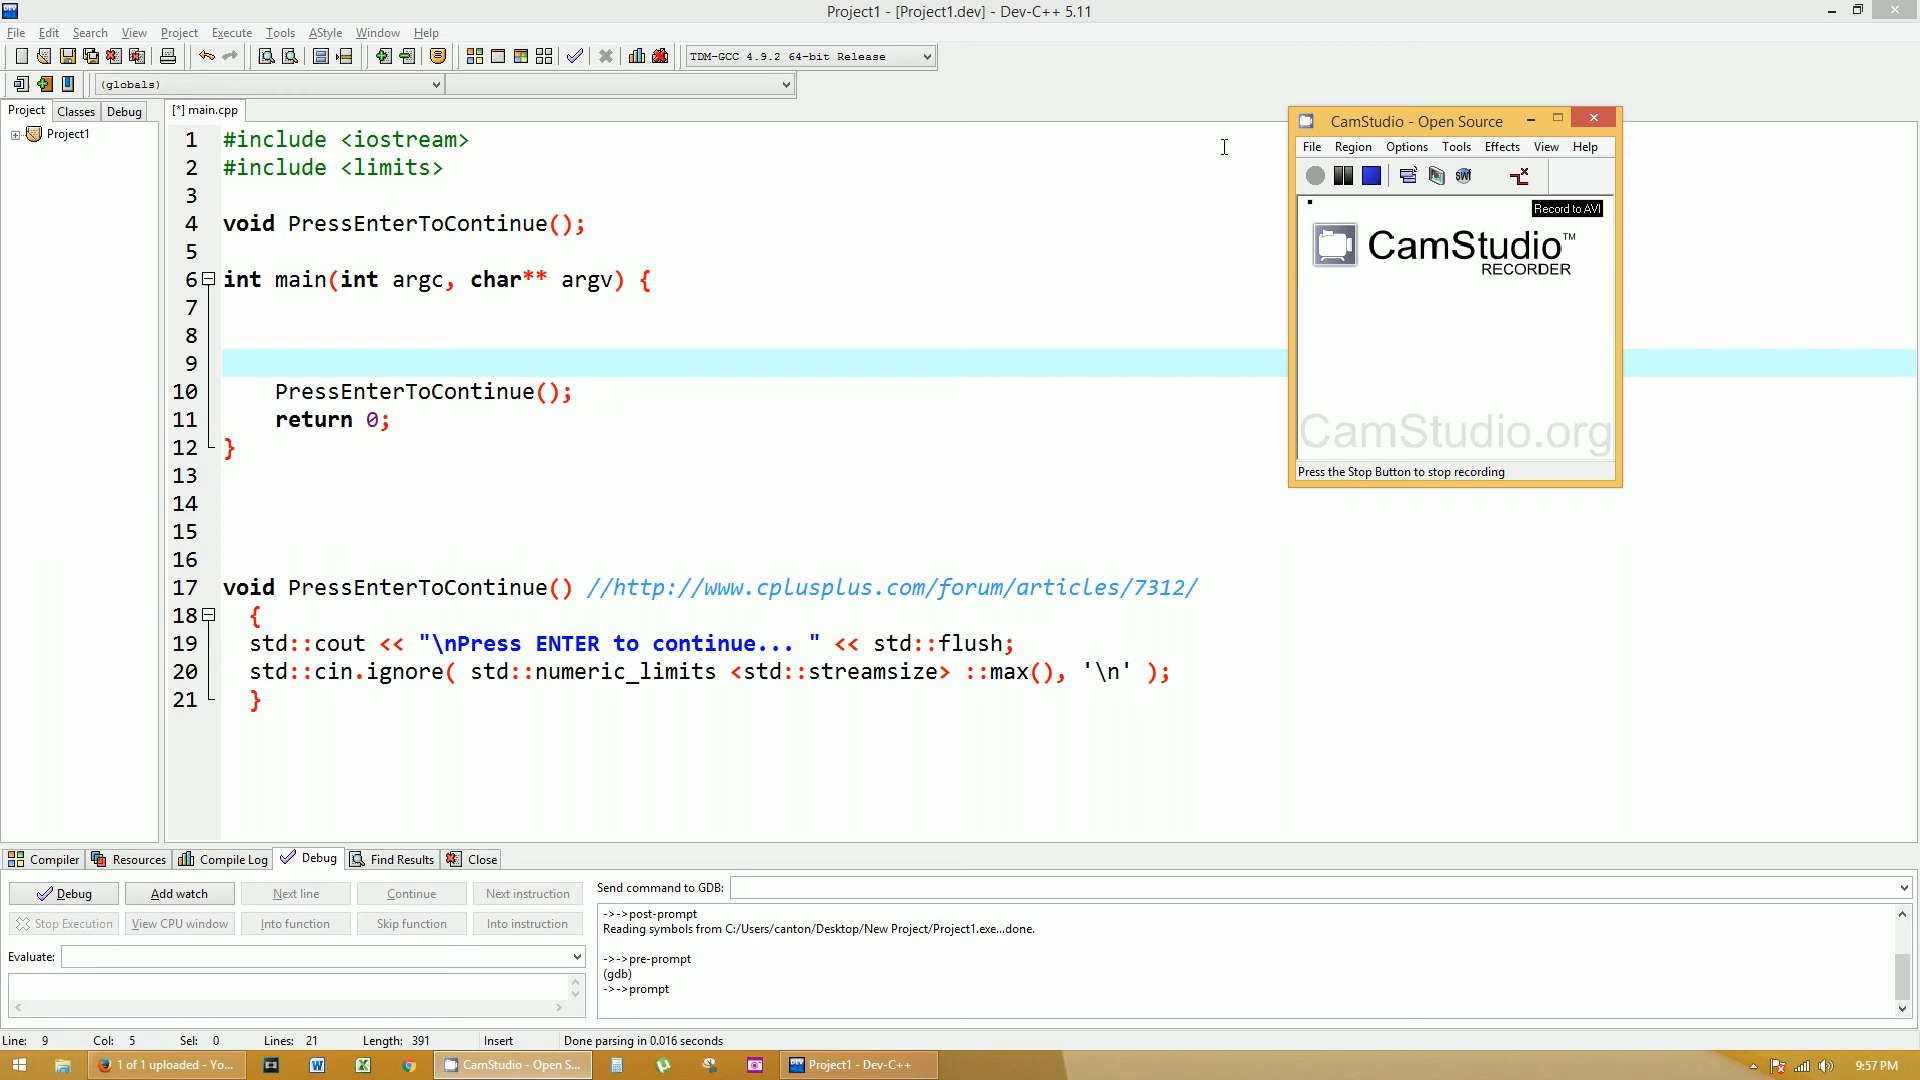 Project1 - [Project1.dev] - Dev-C++ 5.11
File Edit Search View Project Execute Tools AStyle Window Help
TDM-GCC 4.9.2 64-bit Release
(globals)
Project Classes Debug
[*] main.cpp
Project1
1 #include <iostream>
2 #include <limits>
3
4 void PressEnterToContinue();
5
6 int main(int argc, char** argv) {
7
8
9
10 PressEnterToContinue();
11 return 0;
12 }
13
14
15
16
17 void PressEnterToContinue() //http://www.cplusplus.com/forum/articles/7312/
18 {
19 std::cout << "\nPress ENTER to continue... " << std::flush;
20 std::cin.ignore( std::numeric_limits <std::streamsize> ::max(), '\n' );
21 }
CamStudio - Open Source
File Region Options Tools Effects View Help
SWF
Record to AVI
CamStudio™
RECORDER
CamStudio.org
Press the Stop Button to stop recording
Compiler Resources Compile Log Debug Find Results Close
Debug Add watch Next line Continue Next instruction
Stop Execution View CPU window Into function Skip function Into instruction
Evaluate:
Send command to GDB:
->->post-prompt
Reading symbols from C:/Users/canton/Desktop/New Project/Project1.exe...done.
->->pre-prompt
(gdb)
->->prompt
Line: 9 Col: 5 Sel: 0 Lines: 21 Length: 391 Insert Done parsing in 0.016 seconds
1 of 1 uploaded - Yo... CamStudio - Open S... Project1 - Dev-C++ 9:57 PM